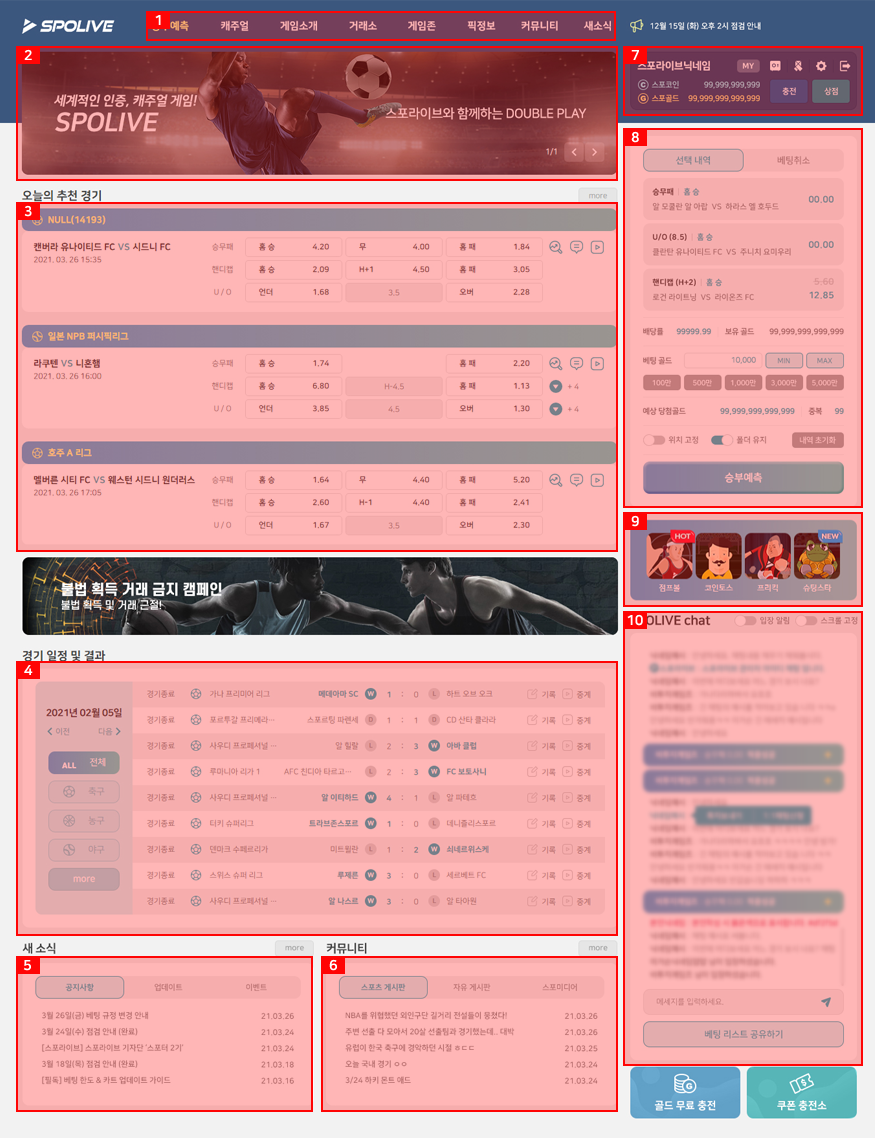 SPOLIVE
1
예측 캐주얼 게임소개 거래소 게임존 픽정보 커뮤니티 새소식
12월 15일 (화) 오후 2시 점검 안내
2
세계적인 인증, 캐주얼 게임!
SPOLIVE
스포라이브와 함께하는 DOUBLE PLAY
1/1
7
스포라이브닉네임 MY 01
C 스포코인 99,999,999,999
G 스포골드 99,999,999,999,999
충전 상점
오늘의 추천 경기 more
3
NULL(14193)
캔버라 유나이티드 FC VS 시드니 FC 승무패 홈 승 4.20 무 4.00 홈 패 1.84
2021. 03. 26 15:35 핸디캡 홈 승 2.09 H+1 4.50 홈 패 3.05
U / O 언더 1.68 3.5 오버 2.28
일본 NPB 퍼시픽리그
라쿠텐 VS 니혼햄 승무패 홈 승 1.74 홈 패 2.20
2021. 03. 26 16:00 핸디캡 홈 승 6.80 H-4.5 홈 패 1.13 + 4
U / O 언더 3.85 4.5 오버 1.30 + 4
호주 A 리그
멜버른 시티 FC VS 웨스턴 시드니 원더러스 승무패 홈 승 1.64 무 4.40 홈 패 5.20
2021. 03. 26 17:05 핸디캡 홈 승 2.60 H-1 4.40 홈 패 2.41
U / O 언더 1.67 3.5 오버 2.30
8
선택 내역 베팅취소
승무패 홈 승
알 모콜란 알 아랍 VS 하라스 엘 호두드 00.00
U/O (8.5) 홈 승
클린탄 유나이티드 FC VS 주니치 요미우리 00.00
핸디캡 (H+2) 홈 승 5.60
로건 라이트닝 VS 라이온즈 FC 12.85
배당률 99999.99 보유 골드 99,999,999,999,999
베팅 골드 10,000 MIN MAX
100만 500만 1,000만 3,000만 5,000만
예상 당첨골드 99,999,999,999,999 중복 99
위치 고정 폴더 유지 내역 초기화
승부예측
9
HOT NEW
점프볼 코인토스 프리킥 슈팅스타
불법 획득 거래 금지 캠페인
불법 획득 및 거래 근절!
경기 일정 및 결과
4
2021년 02월 05일
이전 다음
ALL 전체
축구
농구
야구
more
경기종료 가나 프리미어 리그 메데아마 SC W 1 : 0 L 하트 오브 오크 기록 중계
경기종료 포르투갈 프리메라… 스포르팅 파렌세 D 1 : 1 D CD 산타 클라라 기록 중계
경기종료 사우디 프로페셔널 … 알 힐랄 L 2 : 3 W 아바 클럽 기록 중계
경기종료 루미니아 리가 1 AFC 친디아 타르고… L 2 : 3 W FC 보토사니 기록 중계
경기종료 사우디 프로페셔널 … 알 이티하드 W 4 : 1 L 알 파테흐 기록 중계
경기종료 터키 슈퍼리그 트라브존스포르 W 1 : 0 L 데니즐리스포르 기록 중계
경기종료 덴마크 수페르리가 미트윌란 L 1 : 2 W 쇠네르위스케 기록 중계
경기종료 스위스 슈퍼 리그 루체른 W 3 : 0 L 세르베트 FC 기록 중계
경기종료 사우디 프로페셔널 … 알 나스르 W 3 : 0 L 알 타아원 기록 중계
10
OLIVE chat 입장 알림 스크롤 고정
메세지를 입력하세요.
베팅 리스트 공유하기
새 소식 more
5
공지사항 업데이트 이벤트
3월 26일(금) 베팅 규정 변경 안내 21.03.26
3월 24일(수) 점검 안내 (완료) 21.03.24
[스포라이브] 스포라이브 기자단 '스포터 2기' 21.03.24
3월 18일(목) 점검 안내 (완료) 21.03.18
[필독] 베팅 한도 & 카트 업데이트 가이드 21.03.16
커뮤니티 more
6
스포츠 게시판 자유 게시판 스포미디어
NBA를 위협했던 외인구단 길거리 전설들이 뭉쳤다! 21.03.26
주변 선출 다 모아서 20살 선출팀과 경기했는데.. 대박 21.03.26
유럽이 한국 축구에 경악하던 시절 ㅎㄷㄷ 21.03.25
오늘 국내 경기 ㅇㅇ 21.03.24
3/24 하키 몬트 애드 21.03.24
골드 무료 충전
쿠폰 충전소